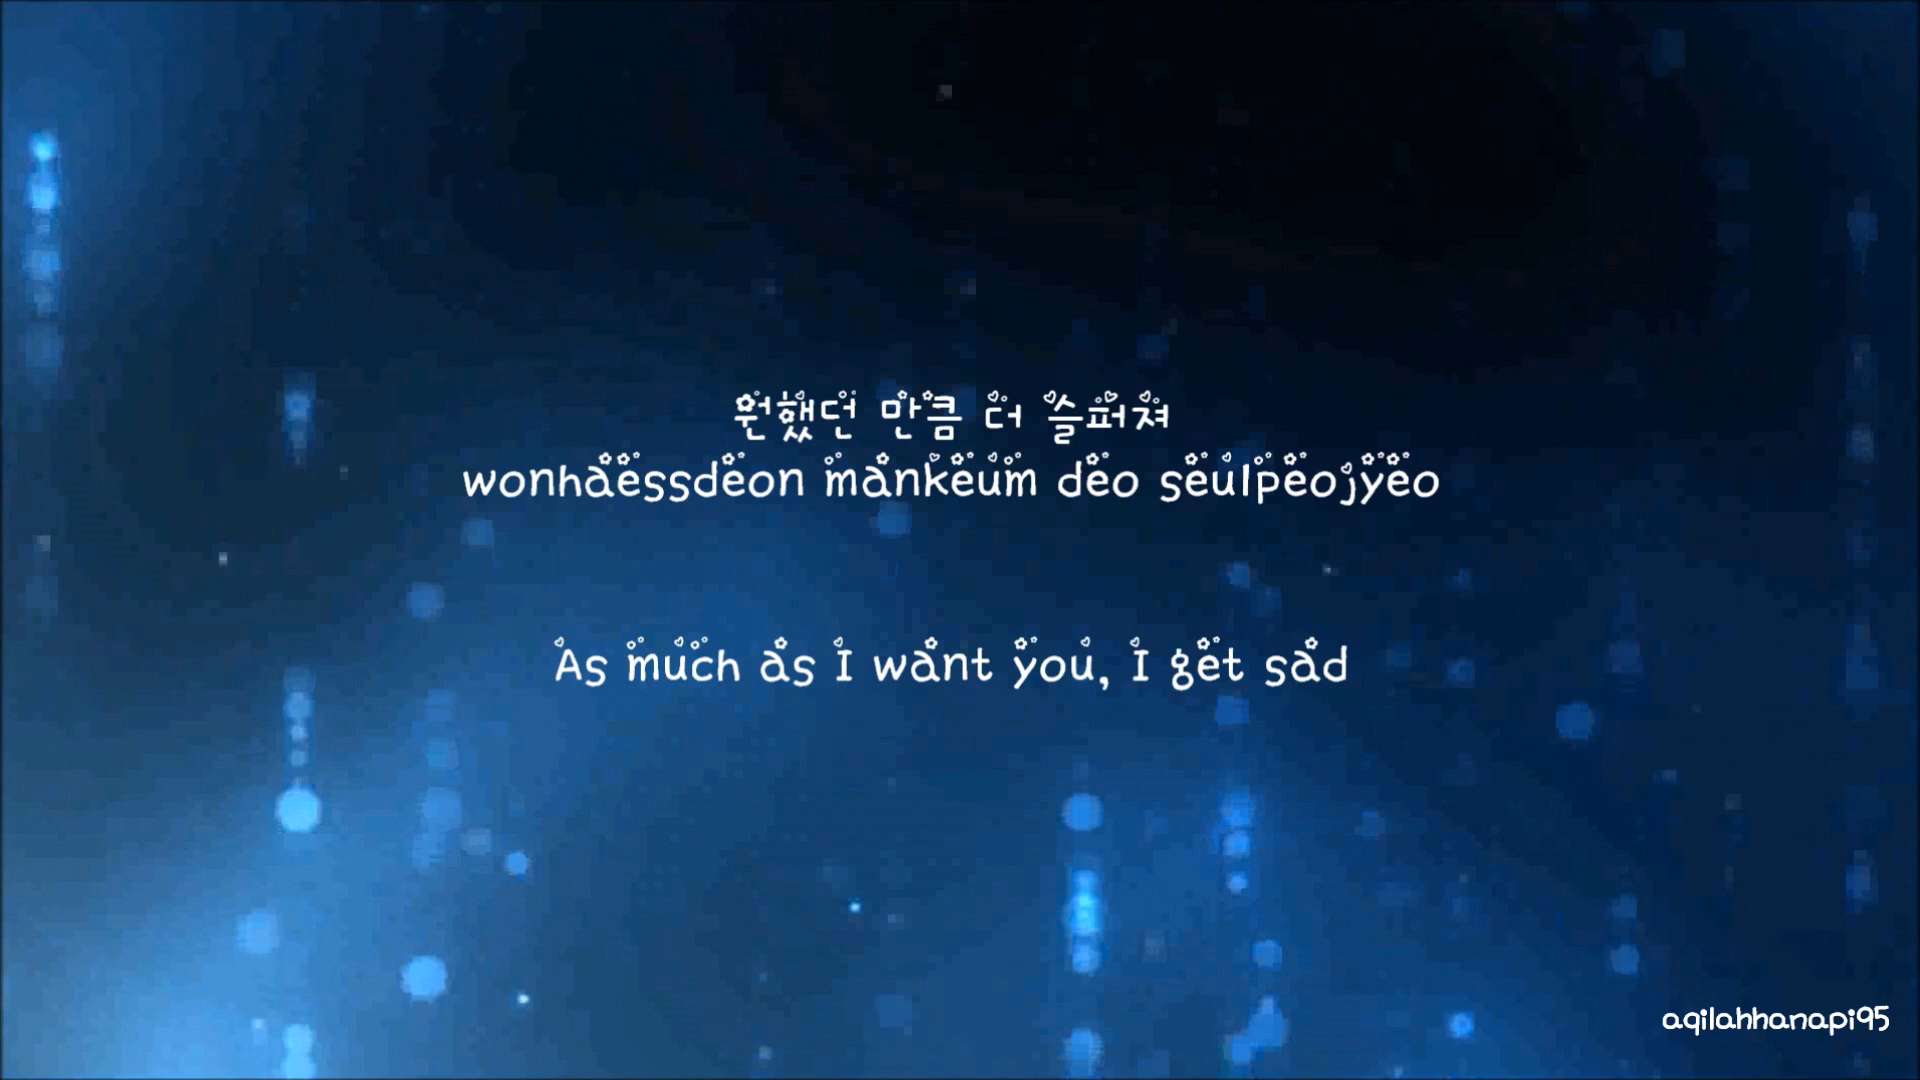 원했던 만큼 더 슬퍼져
wonhaessdeon mankeum deo seulpeojyeo
As much as I want you, I get sad
aqilahhanapi95